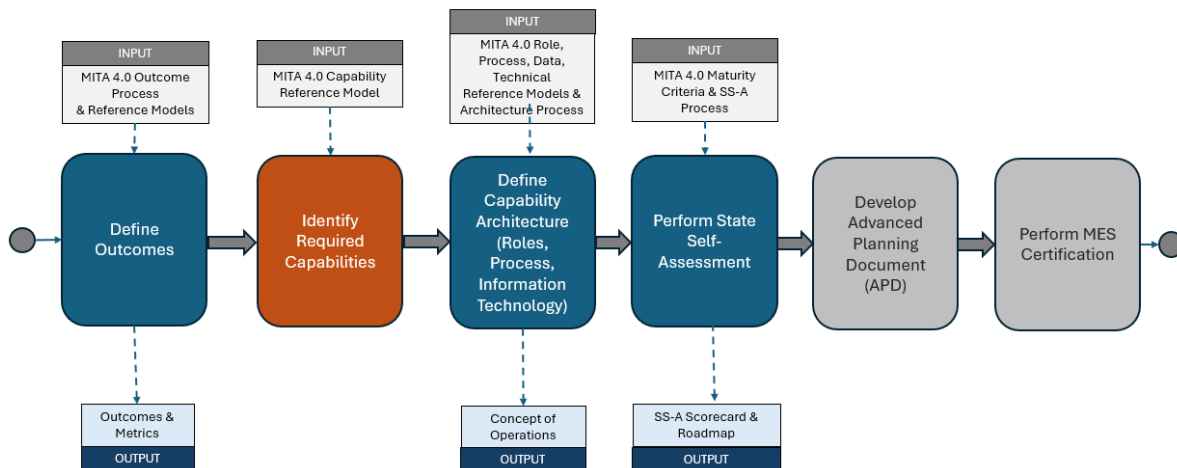 INPUT
MITA 4.0 Outcome
Process
& Reference Models
INPUT
MITA 4.0 Capability
Reference Model
INPUT
MITA 4.0 Role,
Process, Data,
Technical
Reference Models &
Architecture Process
INPUT
MITA 4.0 Maturity
Criteria & SS-A
Process
Define
Outcomes
Identify
Required
Capabilities
Define
Capability
Architecture
(Roles,
Process,
Information
Technology)
Perform State
Self-
Assessment
Develop
Advanced
Planning
Document
(APD)
Perform MES
Certification
Outcomes &
Metrics
OUTPUT
Concept of
Operations
OUTPUT
SS-A Scorecard &
Roadmap
OUTPUT